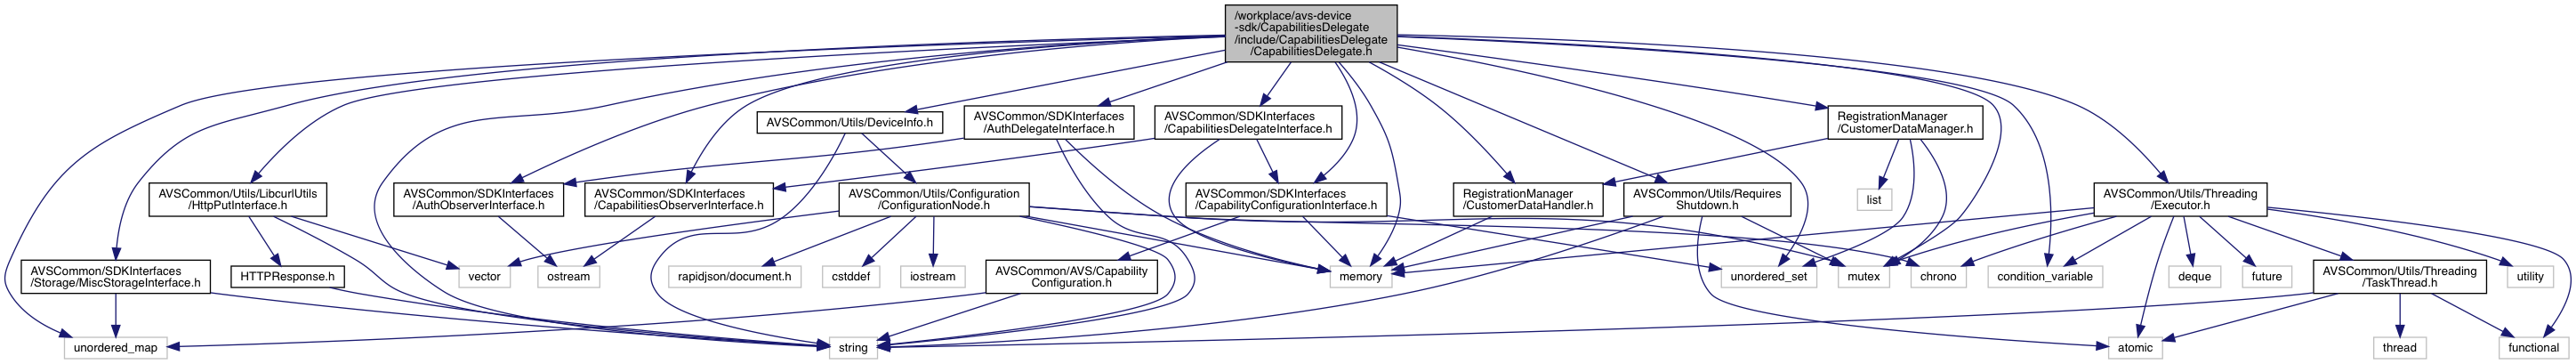 /workplace/avs-device
-sdk/CapabilitiesDelegate
/include/CapabilitiesDelegate
/CapabilitiesDelegate.h
AVSCommon/Utils/DeviceInfo.h
AVSCommon/SDKInterfaces
/AuthDelegateInterface.h
AVSCommon/SDKInterfaces
/CapabilitiesDelegateInterface.h
RegistrationManager
/CustomerDataManager.h
AVSCommon/Utils/LibcurlUtils
/HttpPutInterface.h
AVSCommon/SDKInterfaces
/AuthObserverInterface.h
AVSCommon/SDKInterfaces
/CapabilitiesObserverInterface.h
AVSCommon/Utils/Configuration
/ConfigurationNode.h
AVSCommon/SDKInterfaces
/CapabilityConfigurationInterface.h
RegistrationManager
/CustomerDataHandler.h
AVSCommon/Utils/Requires
Shutdown.h
list
AVSCommon/Utils/Threading
/Executor.h
AVSCommon/SDKInterfaces
/Storage/MiscStorageInterface.h
HTTPResponse.h
vector
ostream
rapidjson/document.h
cstddef
iostream
AVSCommon/AVS/Capability
Configuration.h
memory
unordered_set
mutex
chrono
condition_variable
deque
future
AVSCommon/Utils/Threading
/TaskThread.h
utility
unordered_map
string
atomic
thread
functional